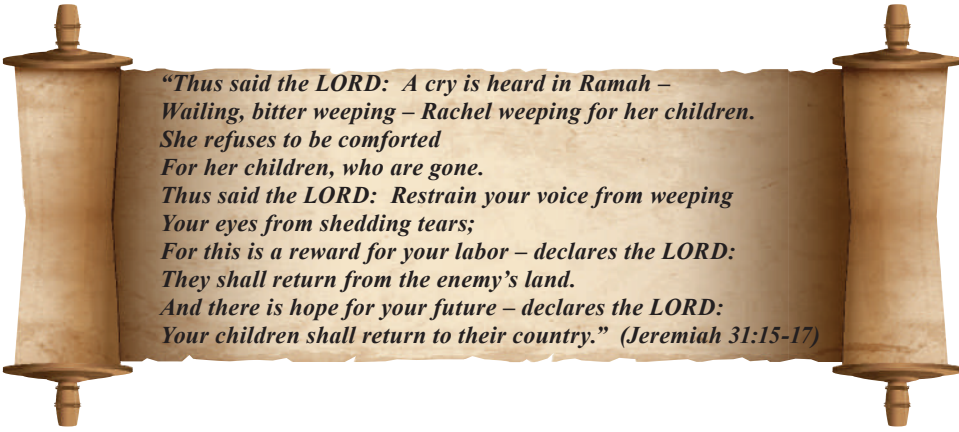 “Thus said the LORD:  A cry is heard in Ramah –
Wailing, bitter weeping – Rachel weeping for her children.
She refuses to be comforted
For her children, who are gone.
Thus said the LORD:  Restrain your voice from weeping
Your eyes from shedding tears;
For this is a reward for your labor – declares the LORD:
They shall return from the enemy’s land.
And there is hope for your future – declares the LORD:
Your children shall return to their country.”  (Jeremiah 31:15-17)